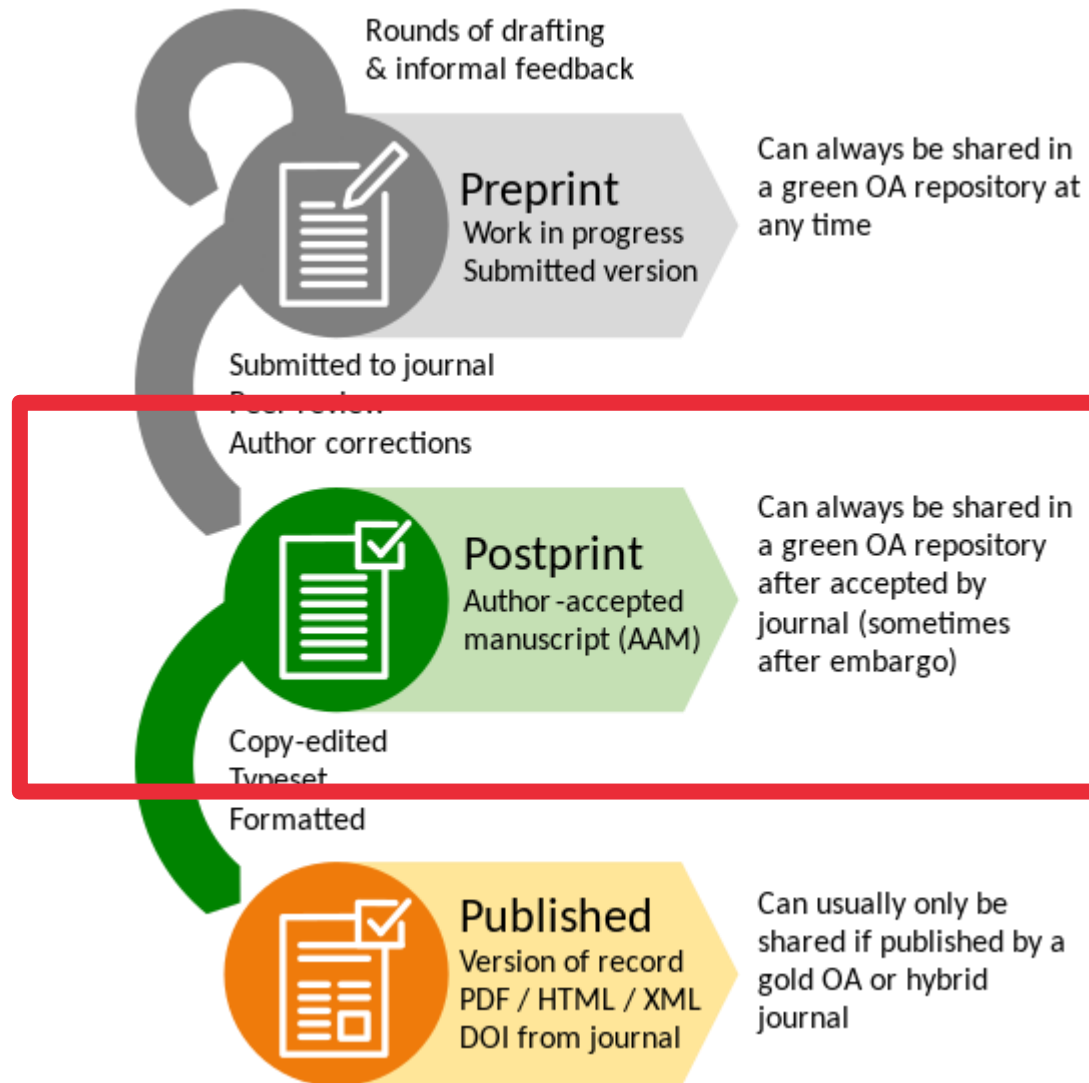 Rounds of drafting
& informal feedback
Preprint
Work in progress
Submitted version
Can always be shared in
a green OA repository at
any time
Submitted to journal
Peer review
Author corrections
Postprint
Author-accepted
manuscript (AAM)
Can always be shared in
a green OA repository
after accepted by
journal (sometimes
after embargo)
Copy-edited
Typeset
Formatted
Published
Version of record
PDF / HTML / XML
DOI from journal
Can usually only be
shared if published by a
gold OA or hybrid
journal